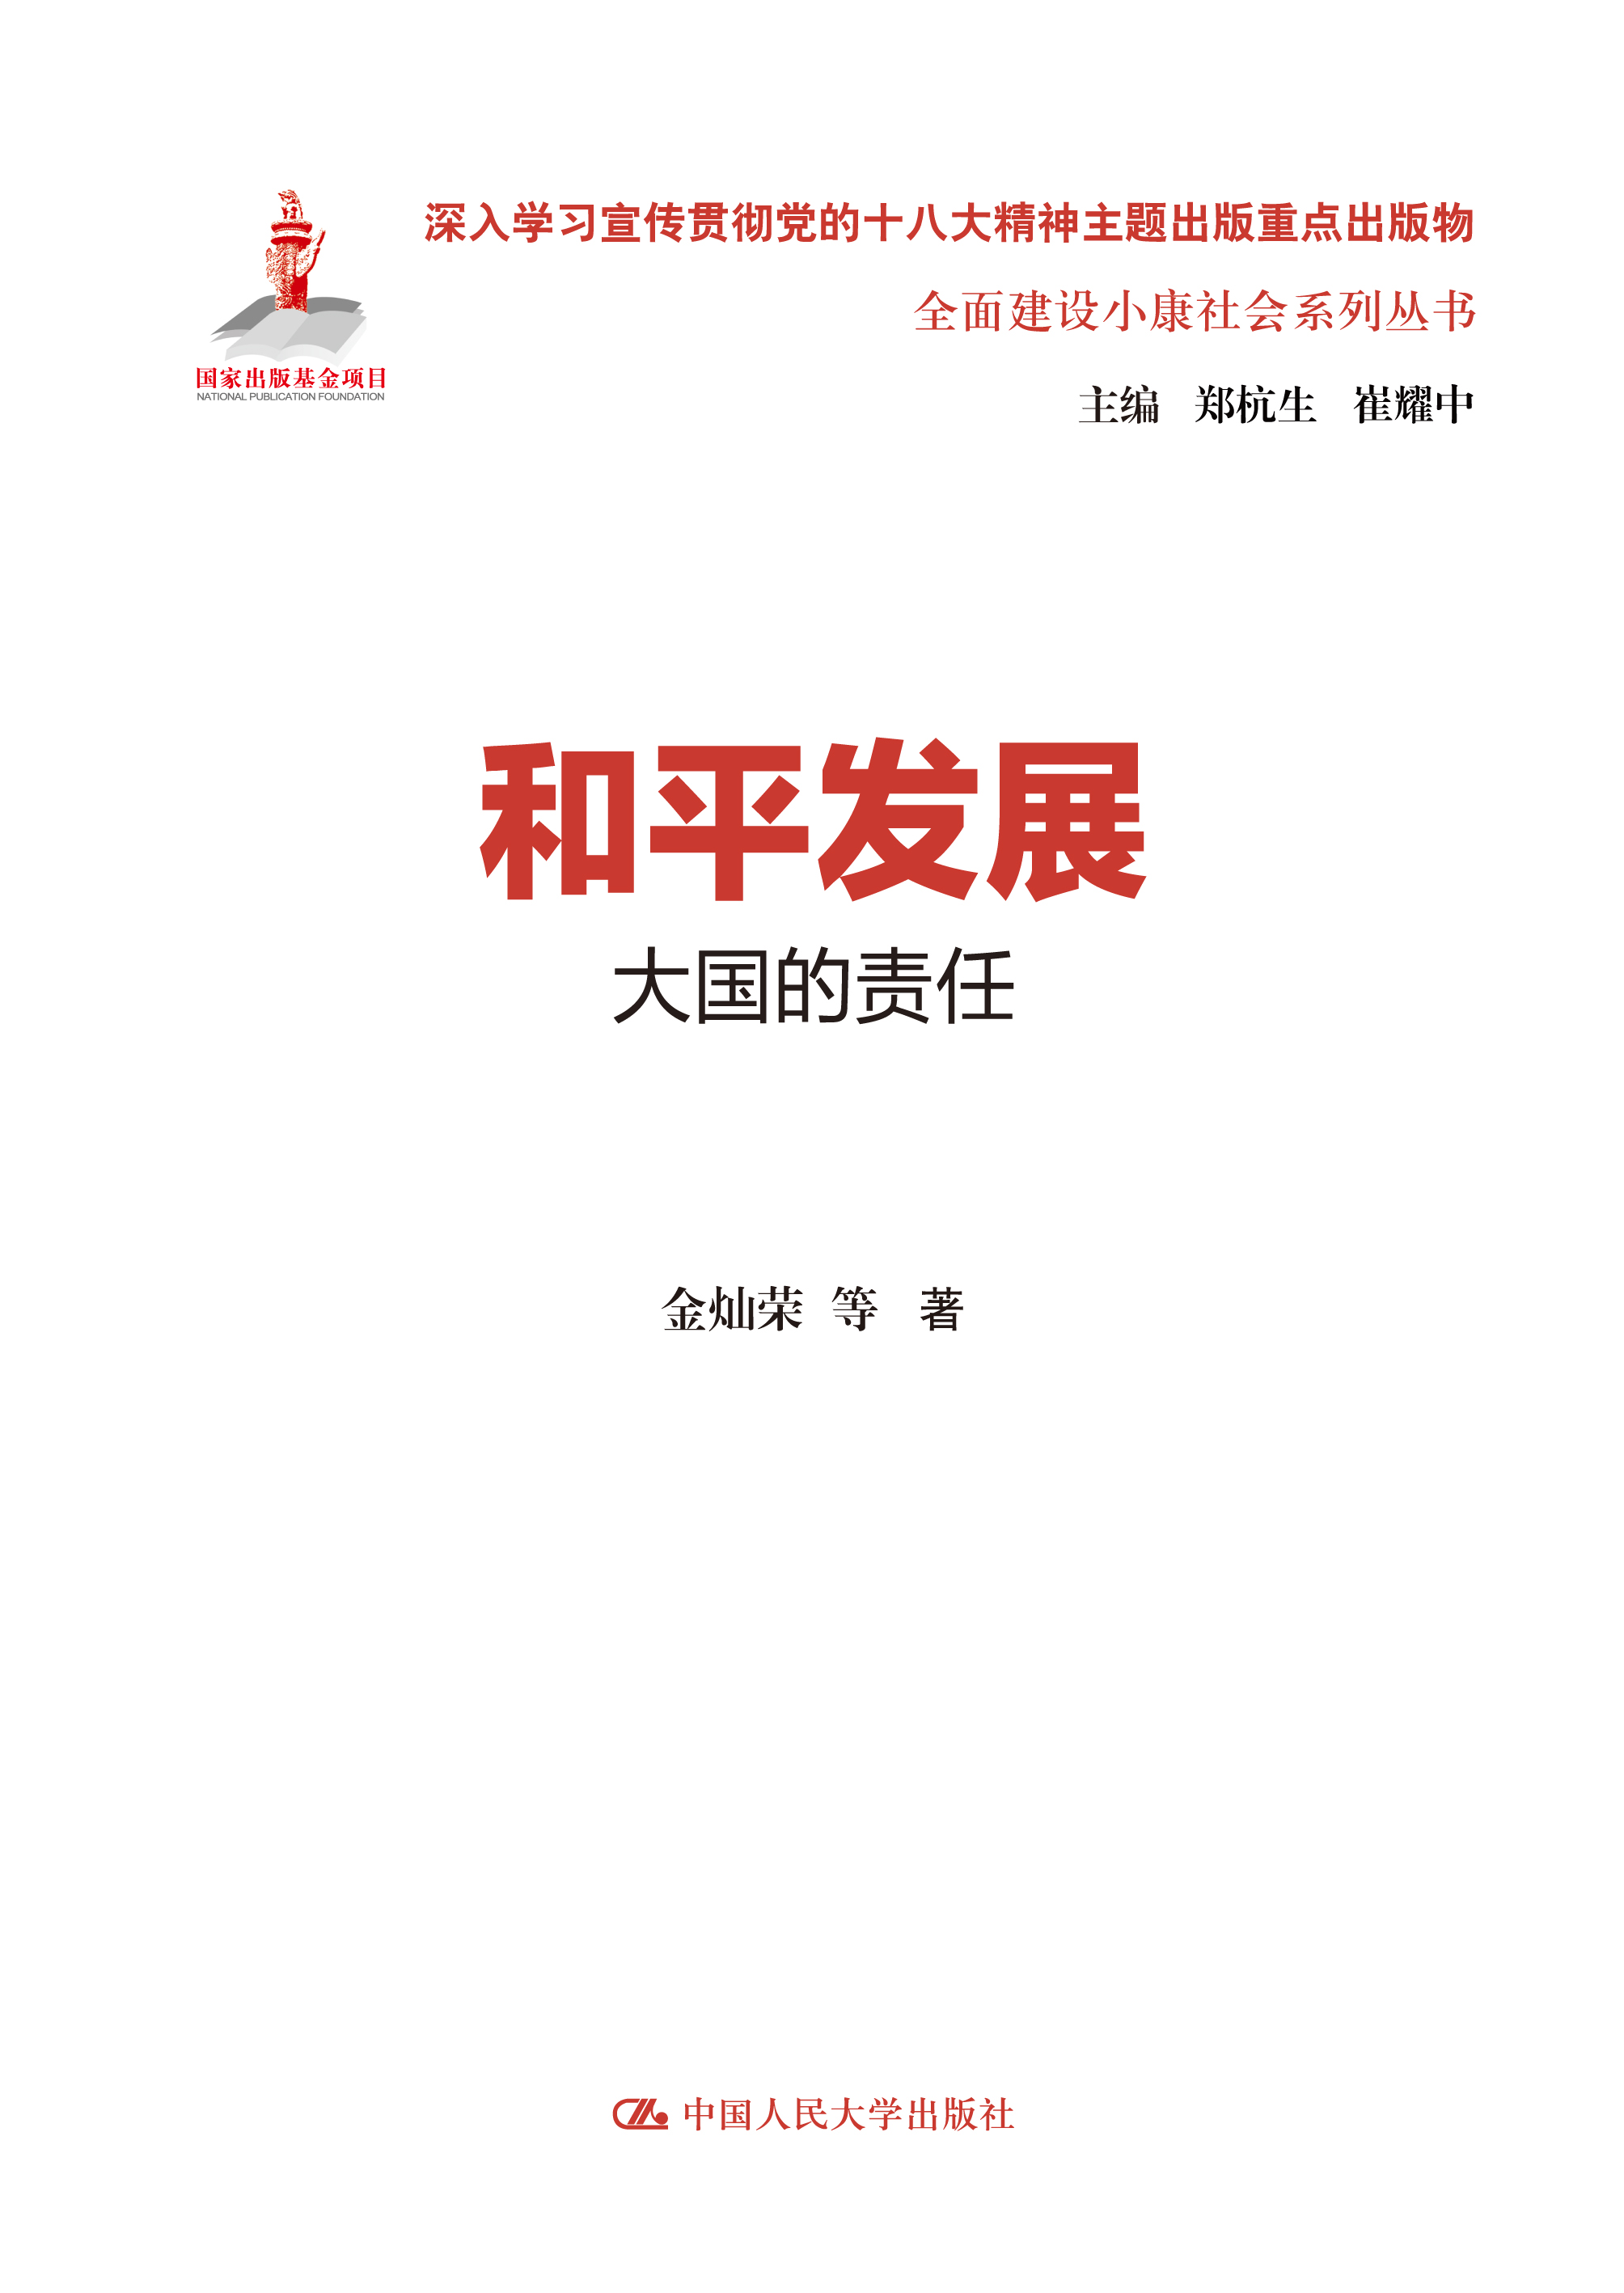 深入学习宣传贯彻党的十八大精神主题出版重点出版物
全面建设小康社会系列丛书
主编 郑杭生 崔耀中
国家出版基金项目
NATIONAL PUBLICATION FOUNDATION
和平发展
大国的责任
金灿荣 等 著
中国人民大学出版社